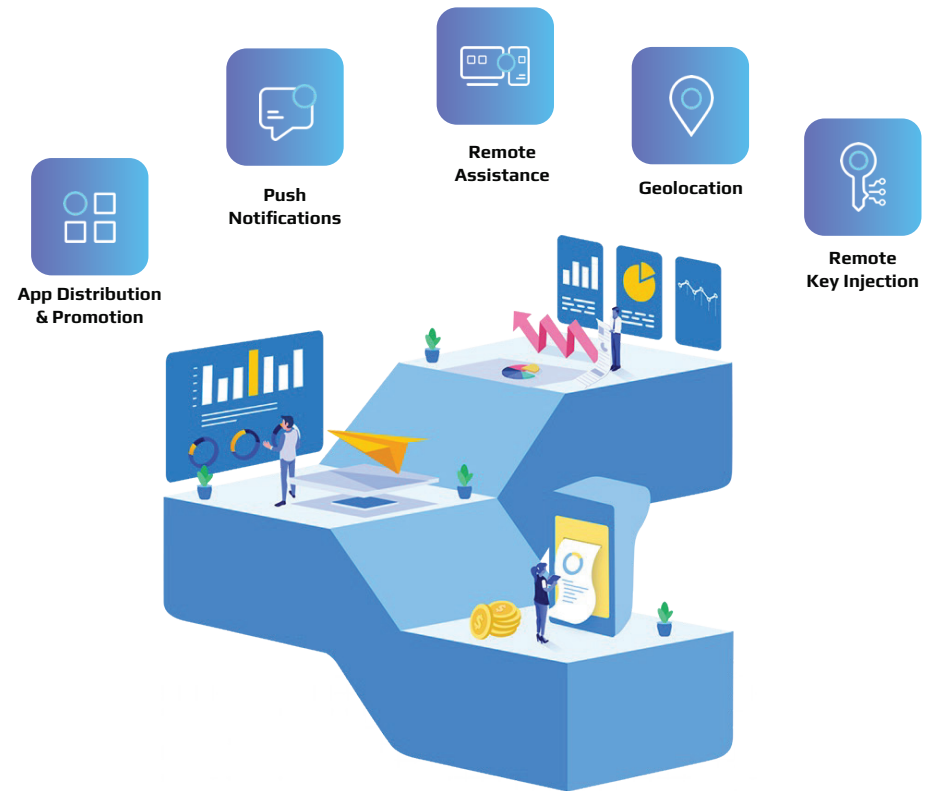 App Distribution
& Promotion
Push
Notifications
Remote
Assistance
Geolocation
Remote
Key Injection